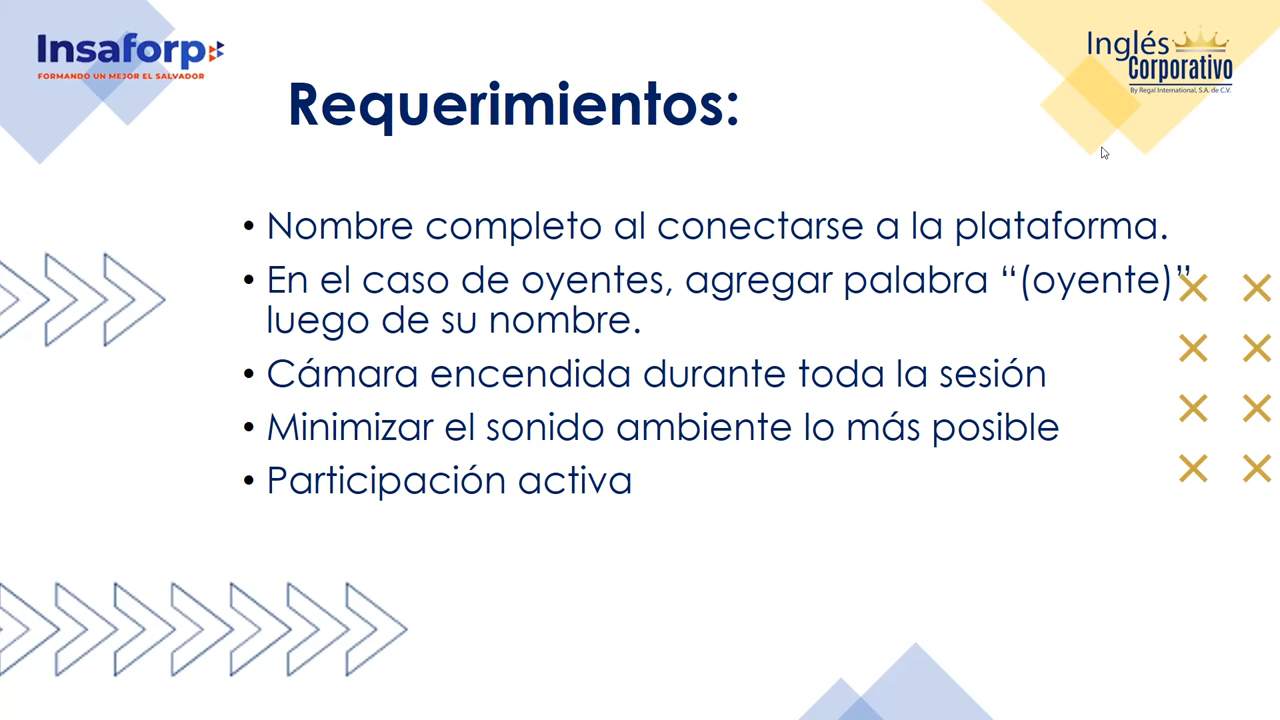 Insaforp
FORMANDO UN MEJOR EL SALVADOR
Inglés
Corporativo
By Regal International, S.A. de C.V.
Requerimientos:
• Nombre completo al conectarse a la plataforma.
• En el caso de oyentes, agregar palabra “(oyente)”
luego de su nombre.
• Cámara encendida durante toda la sesión
• Minimizar el sonido ambiente lo más posible
• Participación activa